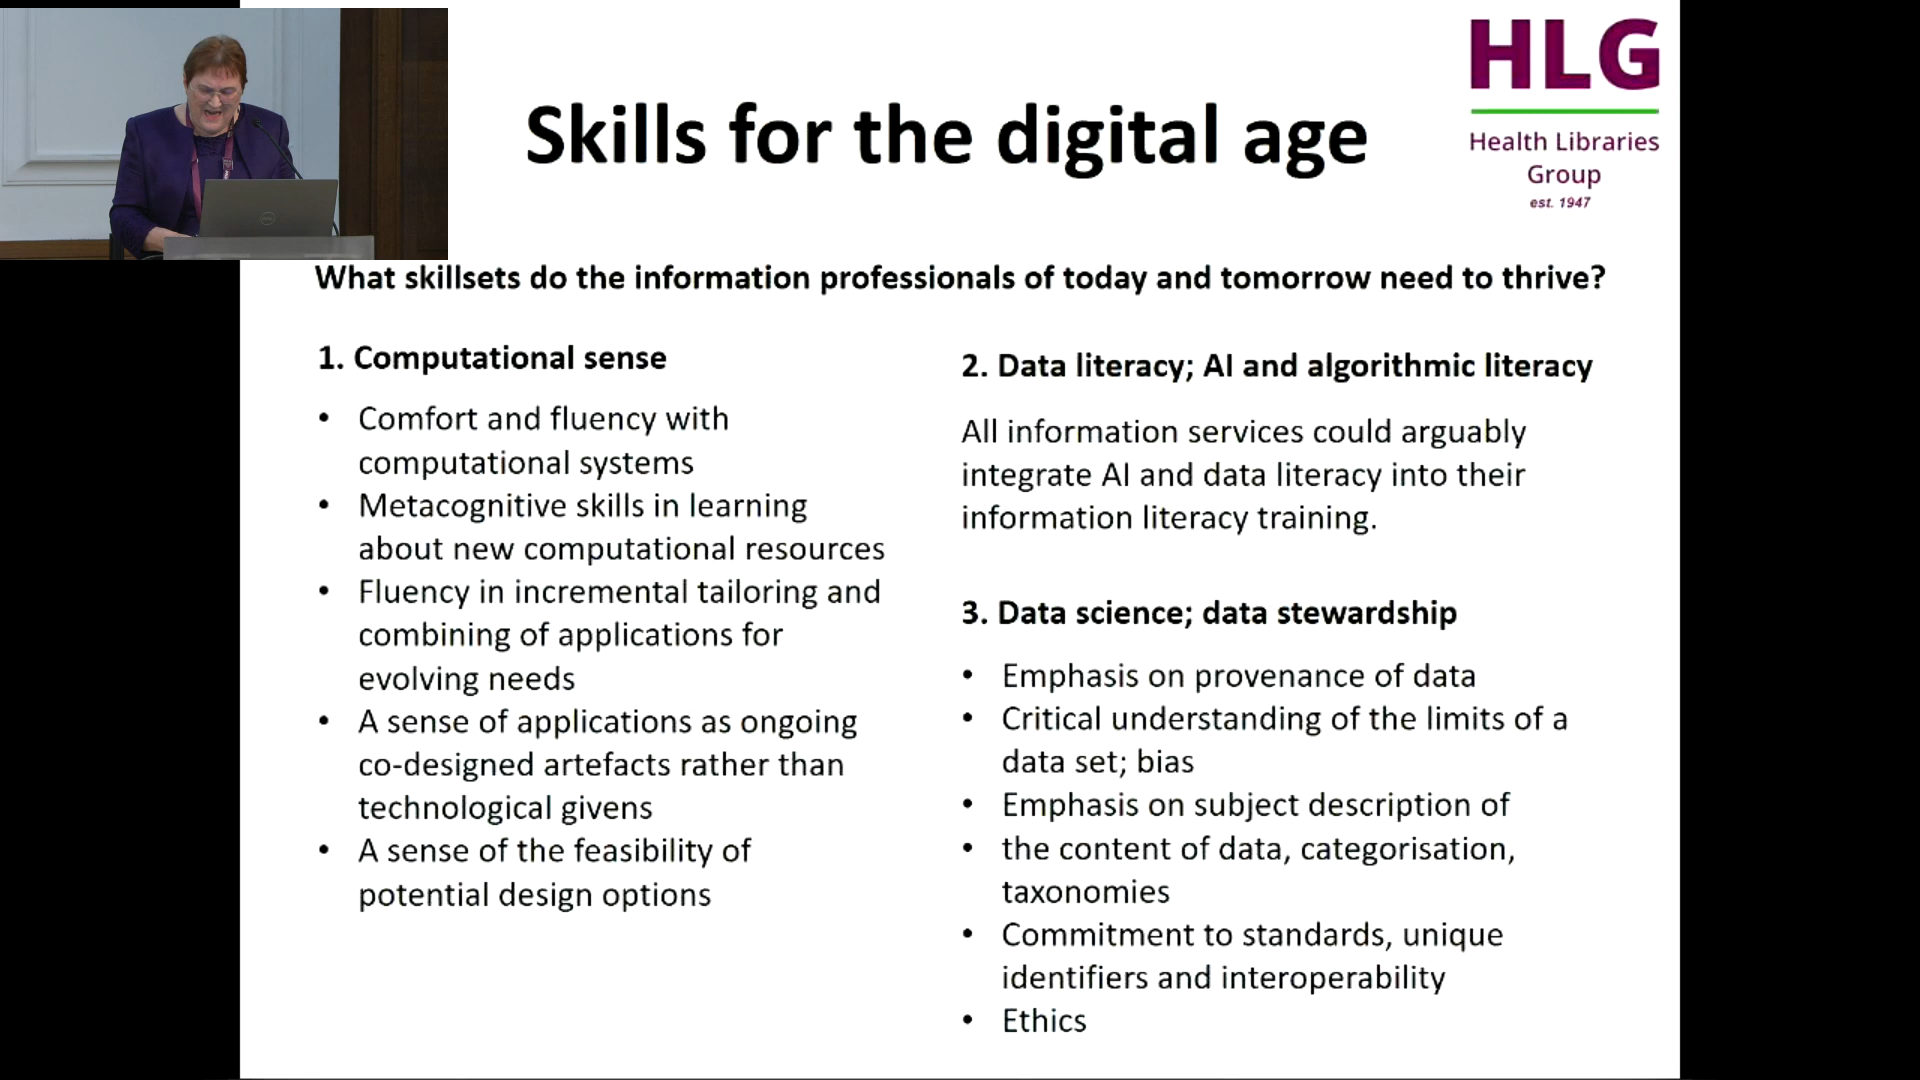 HLG
Health Libraries
Group
est. 1947
Skills for the digital age
What skillsets do the information professionals of today and tomorrow need to thrive?
1. Computational sense
• Comfort and fluency with
computational systems
• Metacognitive skills in learning
about new computational resources
• Fluency in incremental tailoring and
combining of applications for
evolving needs
• A sense of applications as ongoing
co-designed artefacts rather than
technological givens
• A sense of the feasibility of
potential design options
2. Data literacy; AI and algorithmic literacy
All information services could arguably
integrate AI and data literacy into their
information literacy training.
3. Data science; data stewardship
• Emphasis on provenance of data
• Critical understanding of the limits of a
data set; bias
• Emphasis on subject description of
• the content of data, categorisation,
taxonomies
• Commitment to standards, unique
identifiers and interoperability
• Ethics